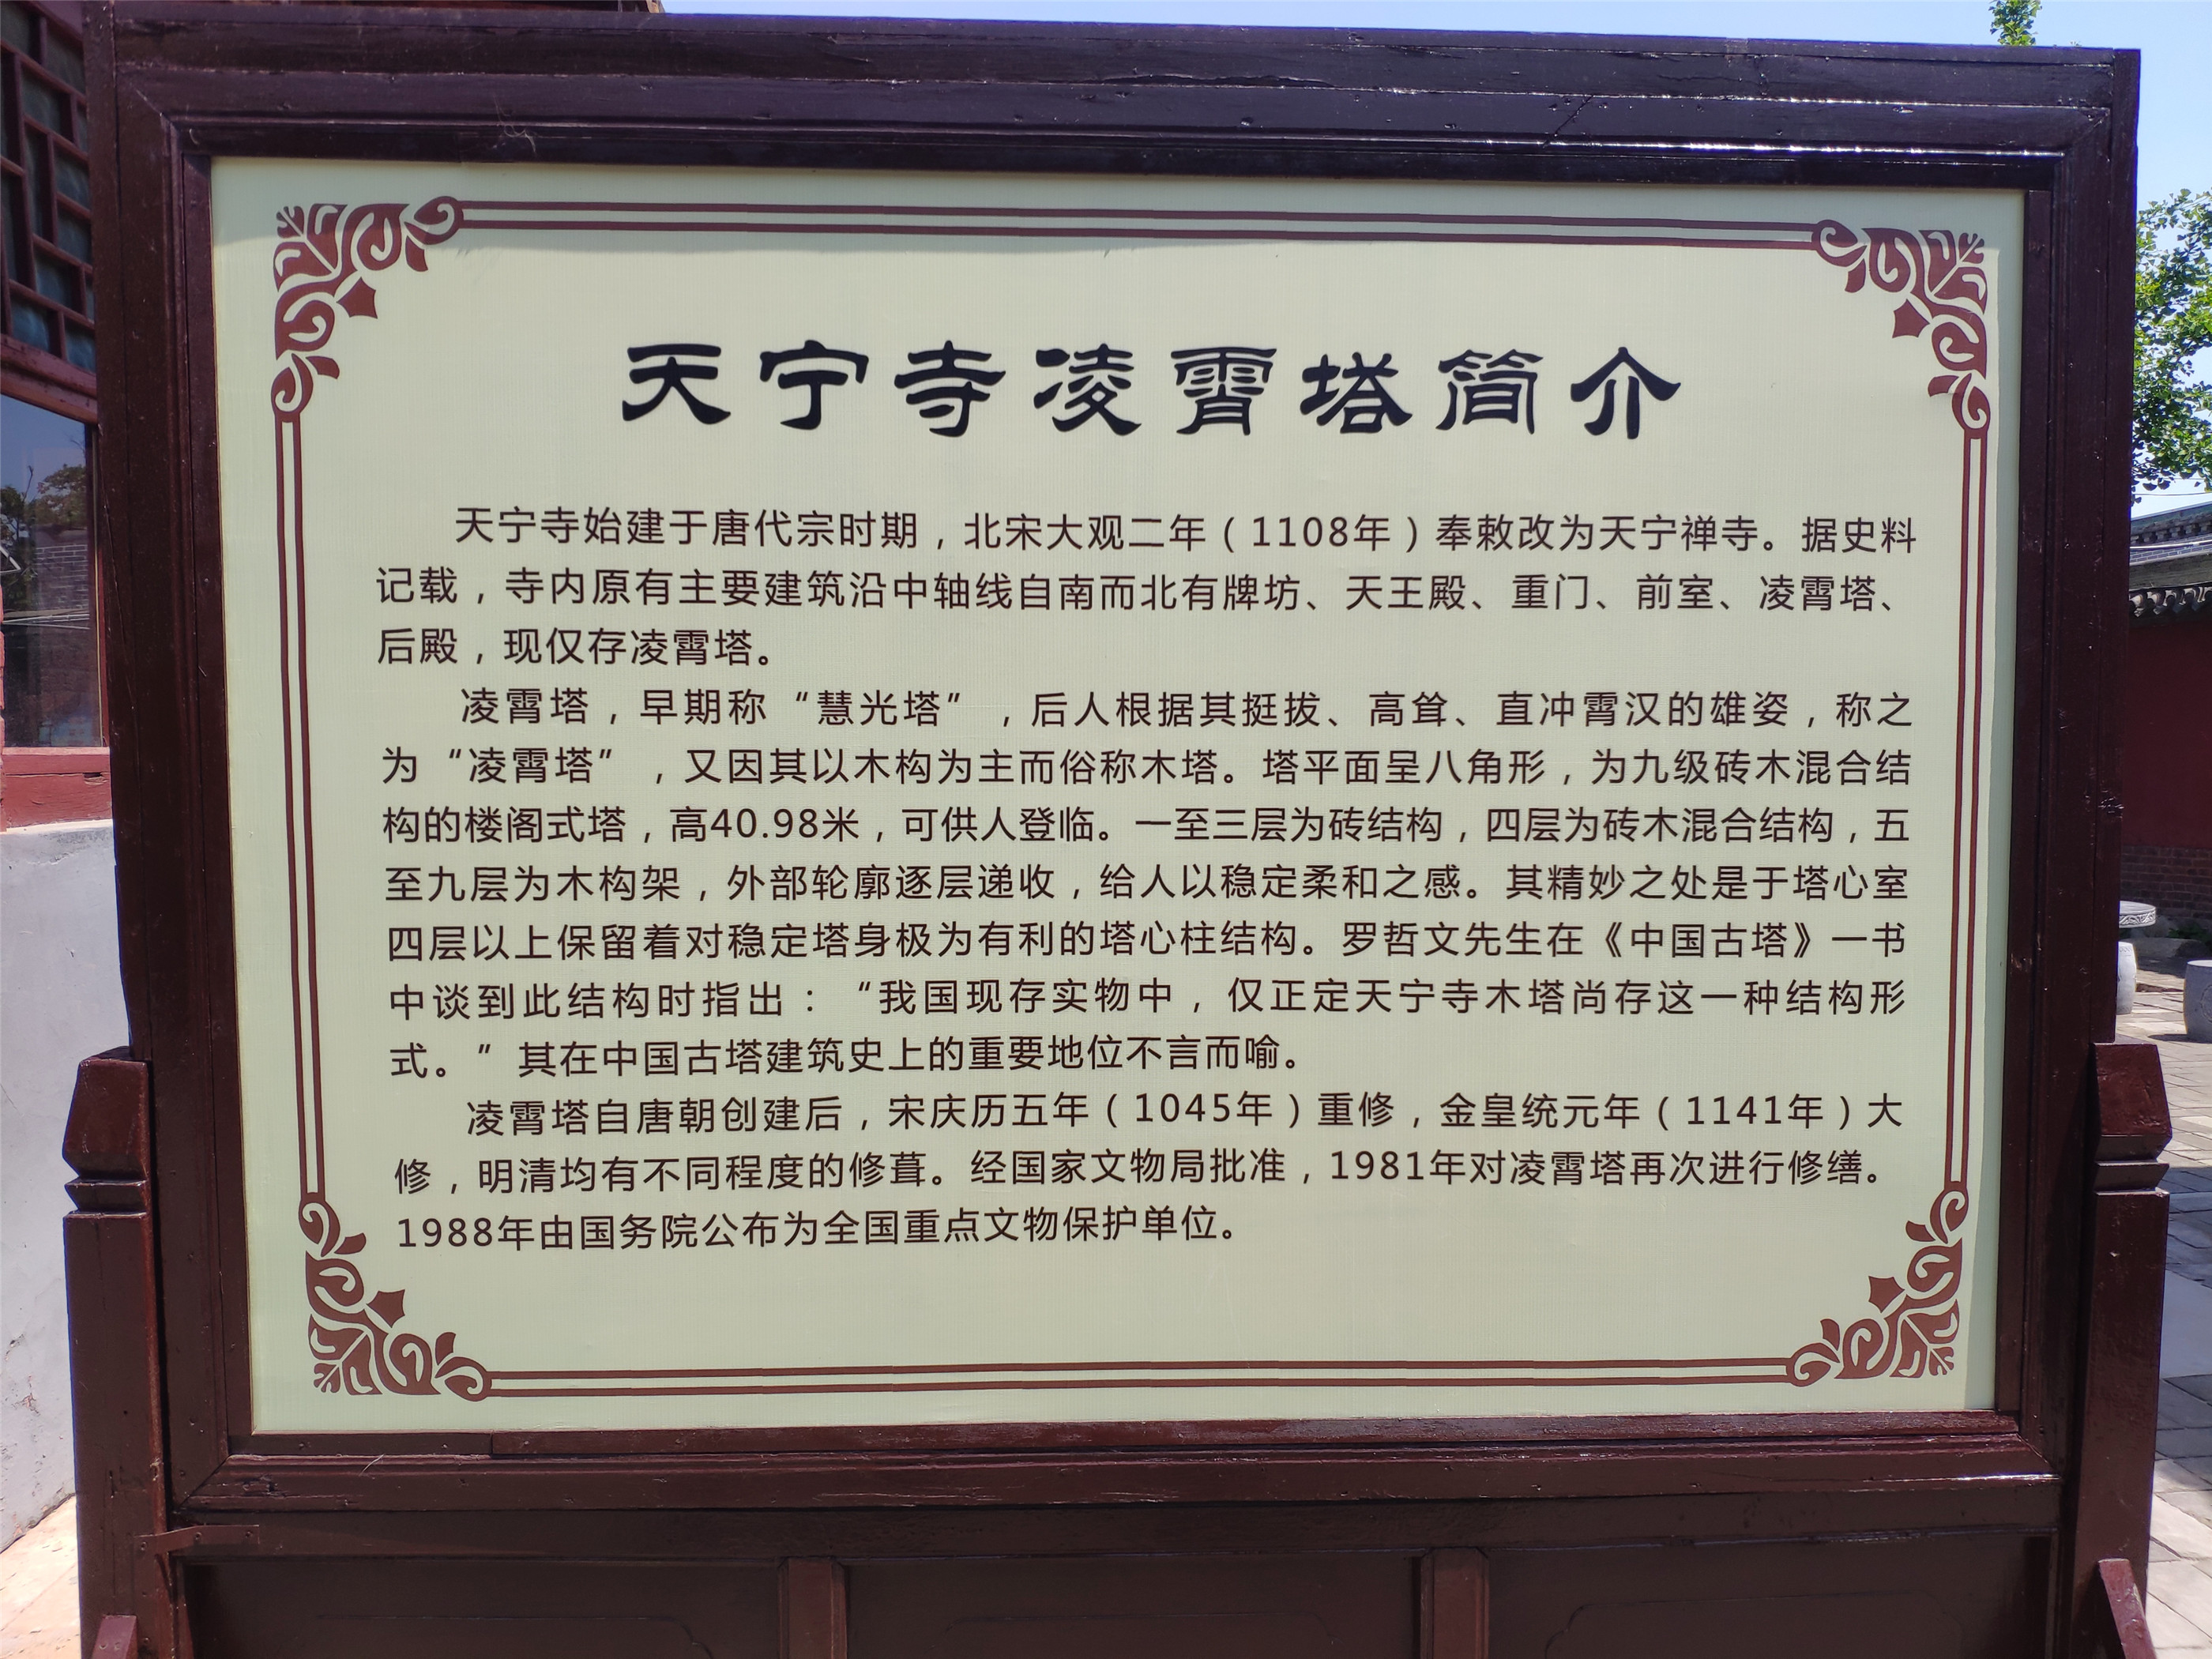 天宁寺凌霄塔简介
天宁寺始建于唐代宗时期，北宋大观二年（1108年）奉敕改为天宁禅寺。据史料
记载，寺内原有主要建筑沿中轴线自南而北有牌坊、天王殿、重门、前室、凌霄塔、
后殿，现仅存凌霄塔。
凌霄塔，早期称“慧光塔”，后人根据其挺拔、高耸、直冲霄汉的雄姿，称之
为“凌霄塔”，又因其以木构为主而俗称木塔。塔平面呈八角形，为九级砖木混合结
构的楼阁式塔，高40.98米，可供人登临。一至三层为砖结构，四层为砖木混合结构，五
至九层为木构架，外部轮廓逐层递收，给人以稳定柔和之感。其精妙之处是于塔心室
四层以上保留着对稳定塔身极为有利的塔心柱结构。罗哲文先生在《中国古塔》一书
中谈到此结构时指出：“我国现存实物中，仅正定天宁寺木塔尚存这一种结构形
式。”其在中国古塔建筑史上的重要地位不言而喻。
凌霄塔自唐朝创建后，宋庆历五年（1045年）重修，金皇统元年（1141年）大
修，明清均有不同程度的修葺。经国家文物局批准，1981年对凌霄塔再次进行修缮。
1988年由国务院公布为全国重点文物保护单位。